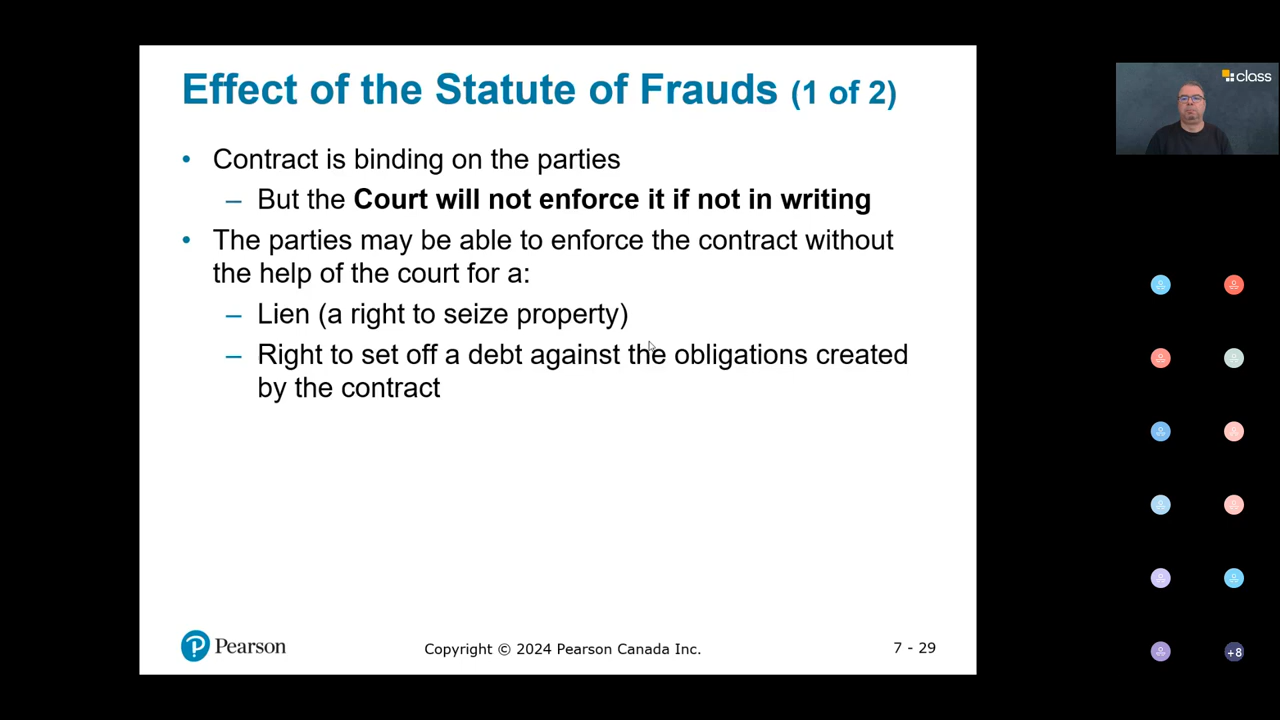 Effect of the Statute of Frauds (1 of 2)
• Contract is binding on the parties
– But the Court will not enforce it if not in writing
• The parties may be able to enforce the contract without
the help of the court for a:
– Lien (a right to seize property)
– Right to set off a debt against the obligations created
by the contract
P Pearson
Copyright © 2024 Pearson Canada Inc.
7 - 29
class
+8